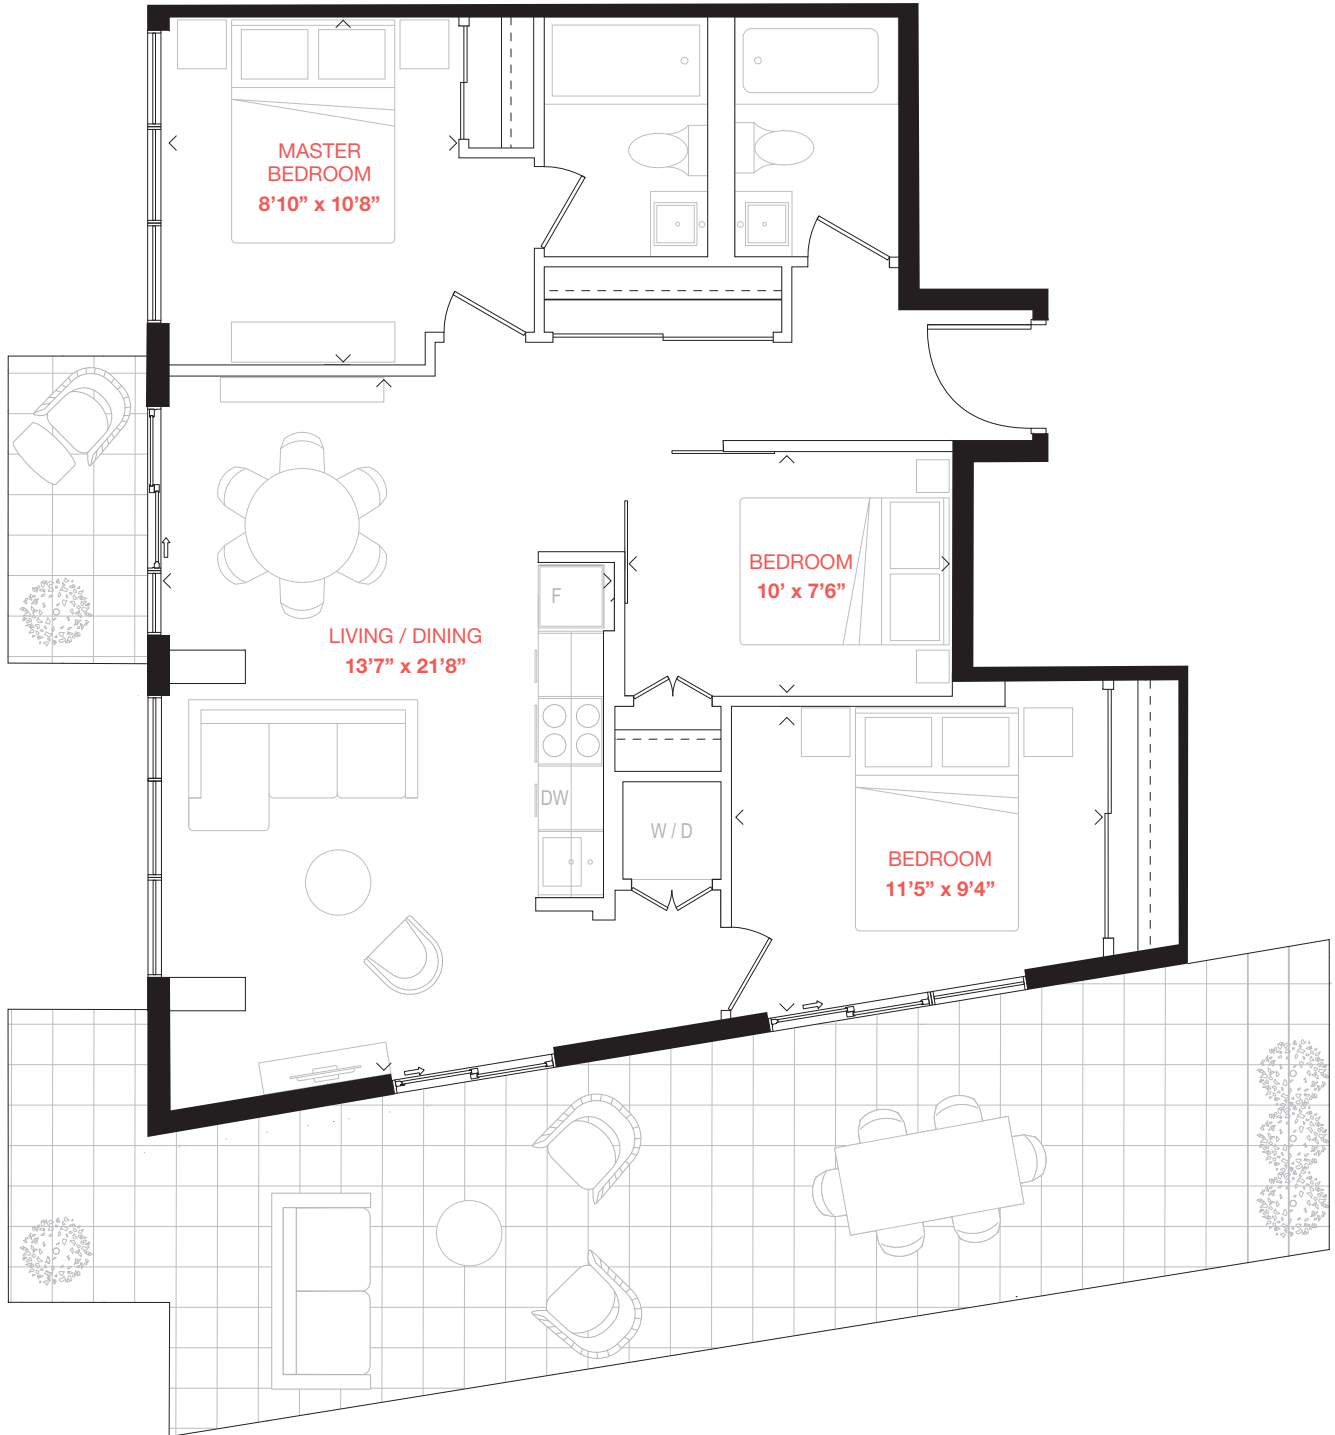 MASTER
BEDROOM
8’10” x 10’8”
BEDROOM
10’ x 7’6”
F
LIVING / DINING
13’7” x 21’8”
DW
W / D
BEDROOM
11’5” x 9’4”